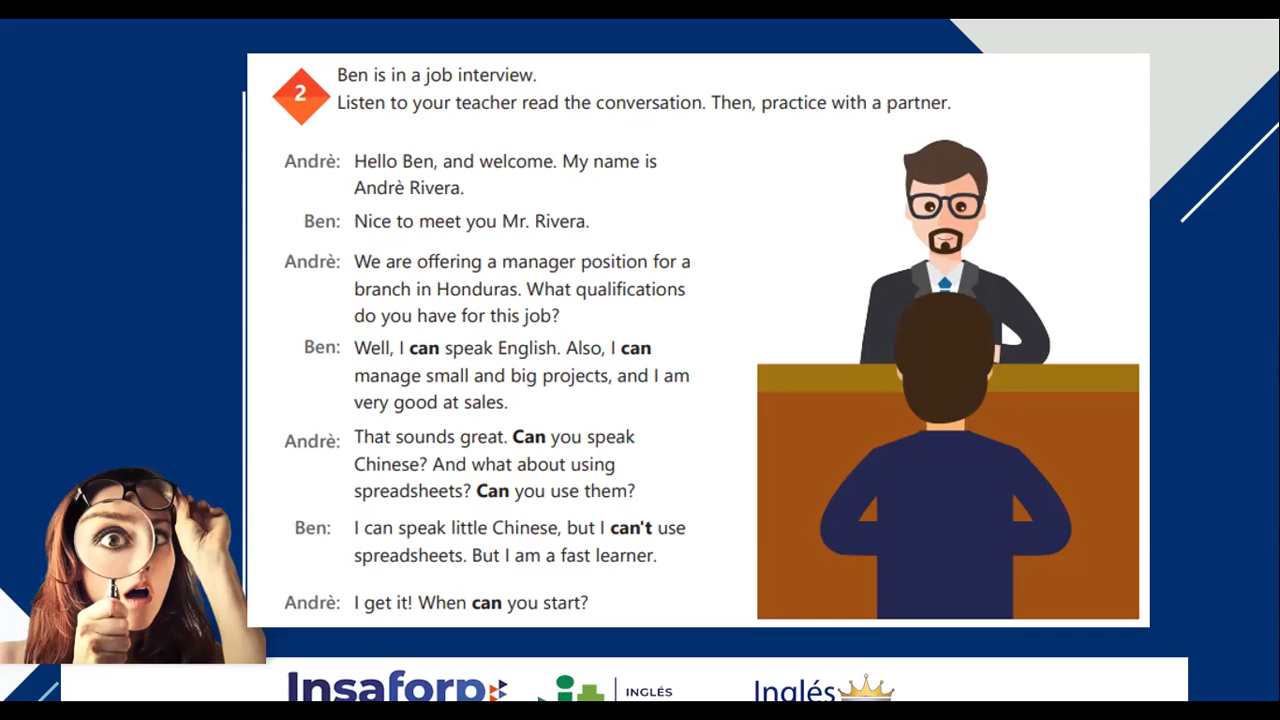 2
Ben is in a job interview.
Listen to your teacher read the conversation. Then, practice with a partner.
Andrè: Hello Ben, and welcome. My name is
Andrè Rivera.
Ben: Nice to meet you Mr. Rivera.
Andrè: We are offering a manager position for a
branch in Honduras. What qualifications
do you have for this job?
Ben: Well, I can speak English. Also, I can
manage small and big projects, and I am
very good at sales.
Andrè: That sounds great. Can you speak
Chinese? And what about using
spreadsheets? Can you use them?
Ben: I can speak little Chinese, but I can't use
spreadsheets. But I am a fast learner.
Andrè: I get it! When can you start?
Insaforp
INGLÉS
Inglés